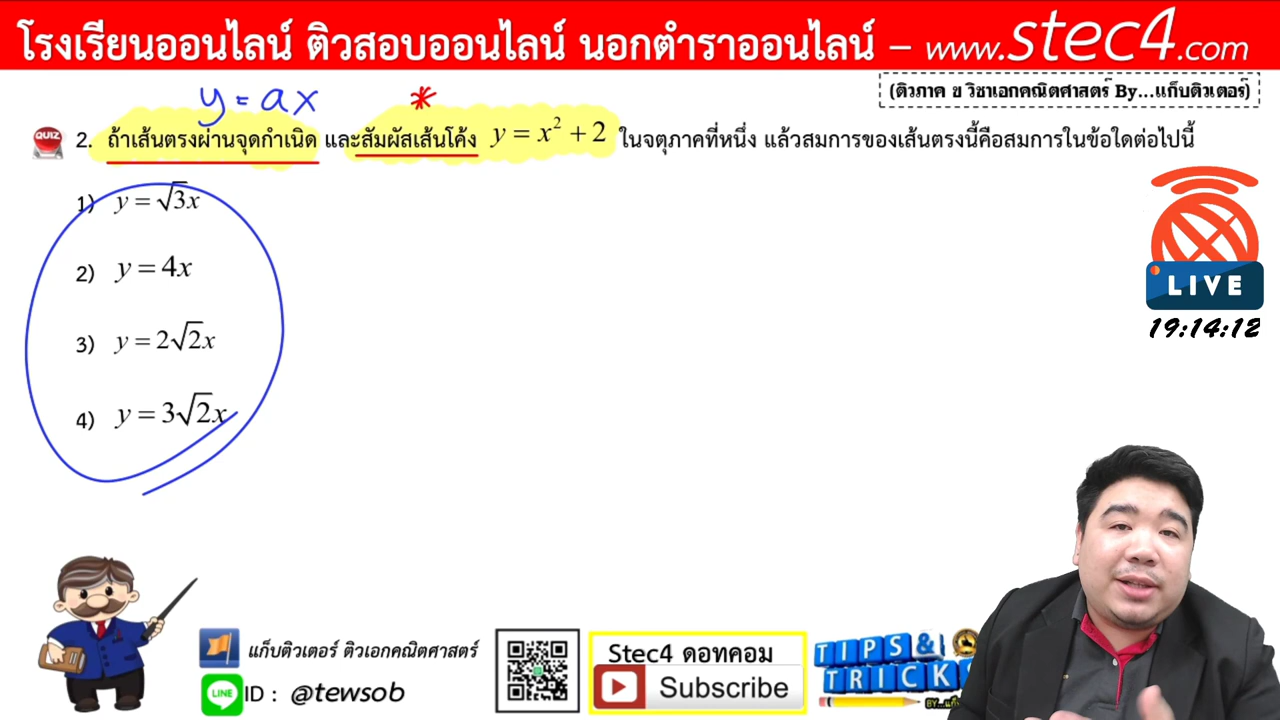 โรงเรียนออนไลน์ ติวสอบออนไลน์ นอกตำราออนไลน์ – www.stec4.com
(ติวภาค ข วิชาเอกคณิตศาสตร์ By...แก็บติวเตอร์)
y = ax *
QUIZ 2. ถ้าเส้นตรงผ่านจุดกำเนิด และสัมผัสเส้นโค้ง y = x² + 2 ในจตุภาคที่หนึ่ง แล้วสมการของเส้นตรงนี้คือสมการในข้อใดต่อไปนี้
1) y = √3x
2) y = 4x
3) y = 2√2x
4) y = 3√2x
LIVE
19:14:12
แก็บติวเตอร์ ติวเอกคณิตศาสตร์
LINE ID : @tewsob
Stec4 ดอทคอม
Subscribe
TIPS &
TRICK